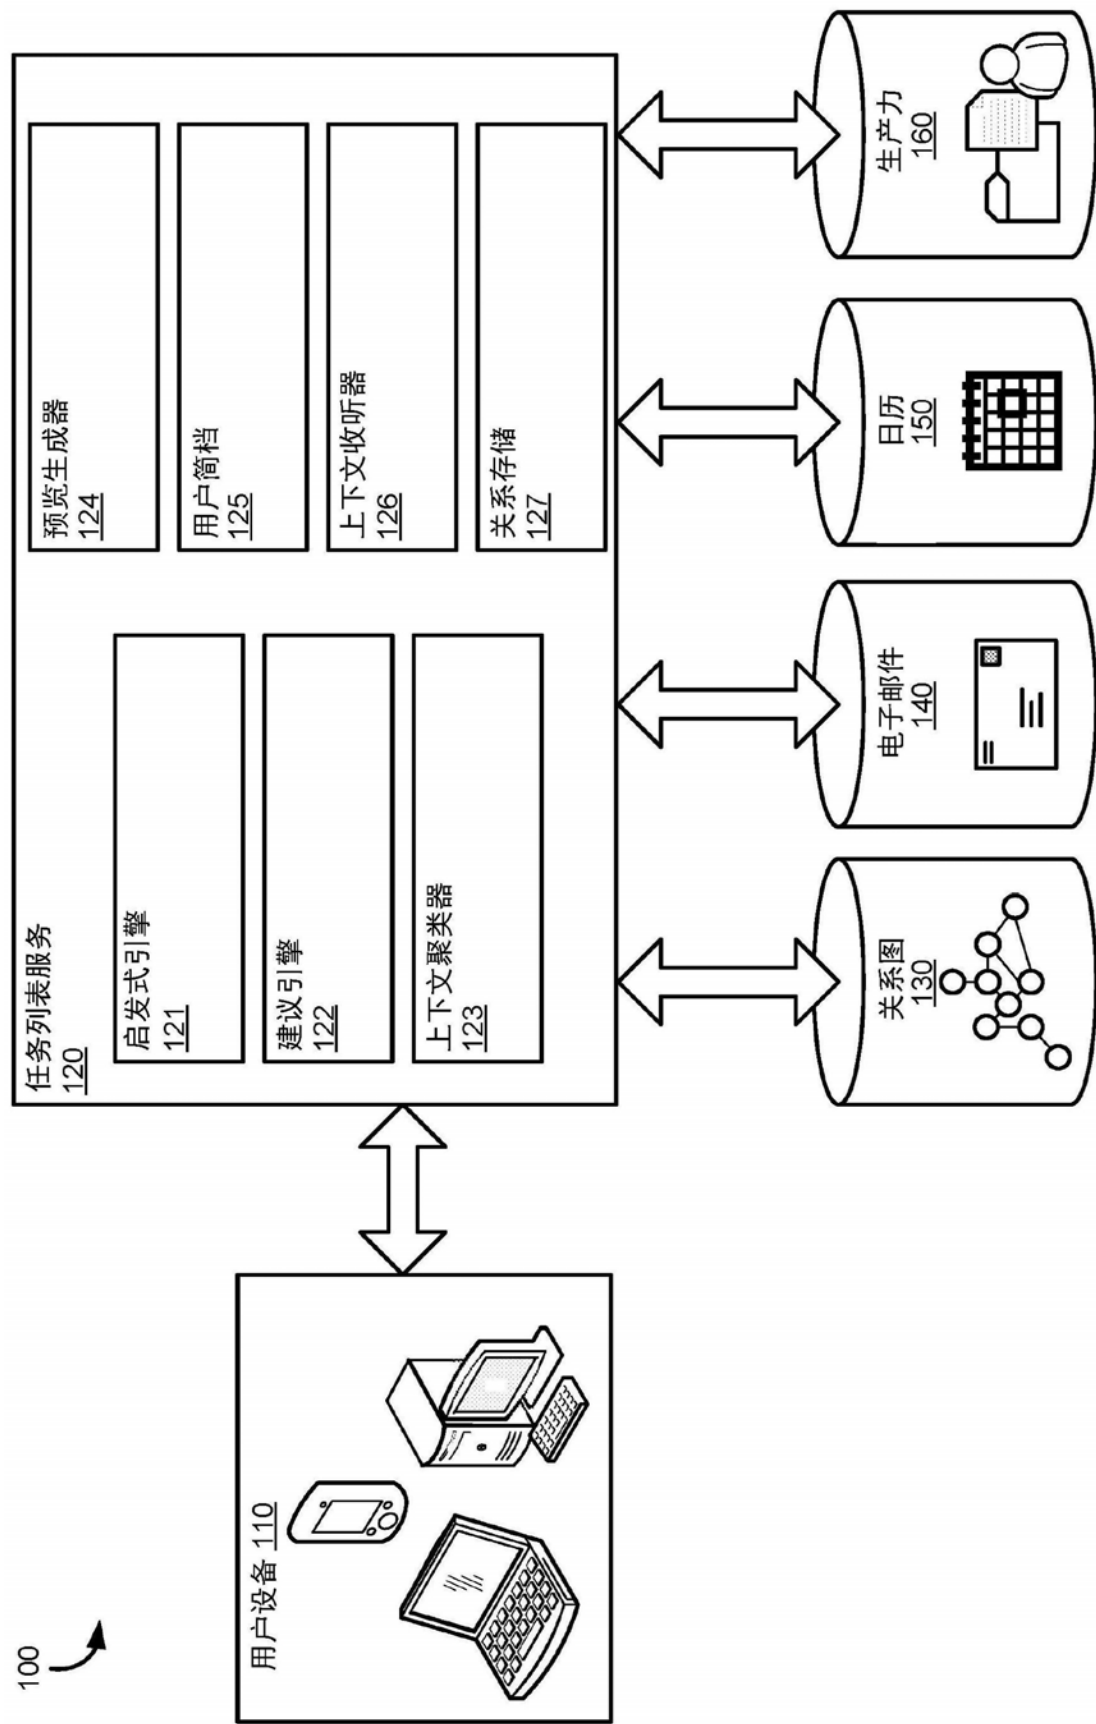 100
用户设备 110
任务列表服务
120
启发式引擎
121
建议引擎
122
上下文聚类器
123
预览生成器
124
用户简档
125
上下文收听器
126
关系存储
127
关系图
130
电子邮件
140
日历
150
生产力
160